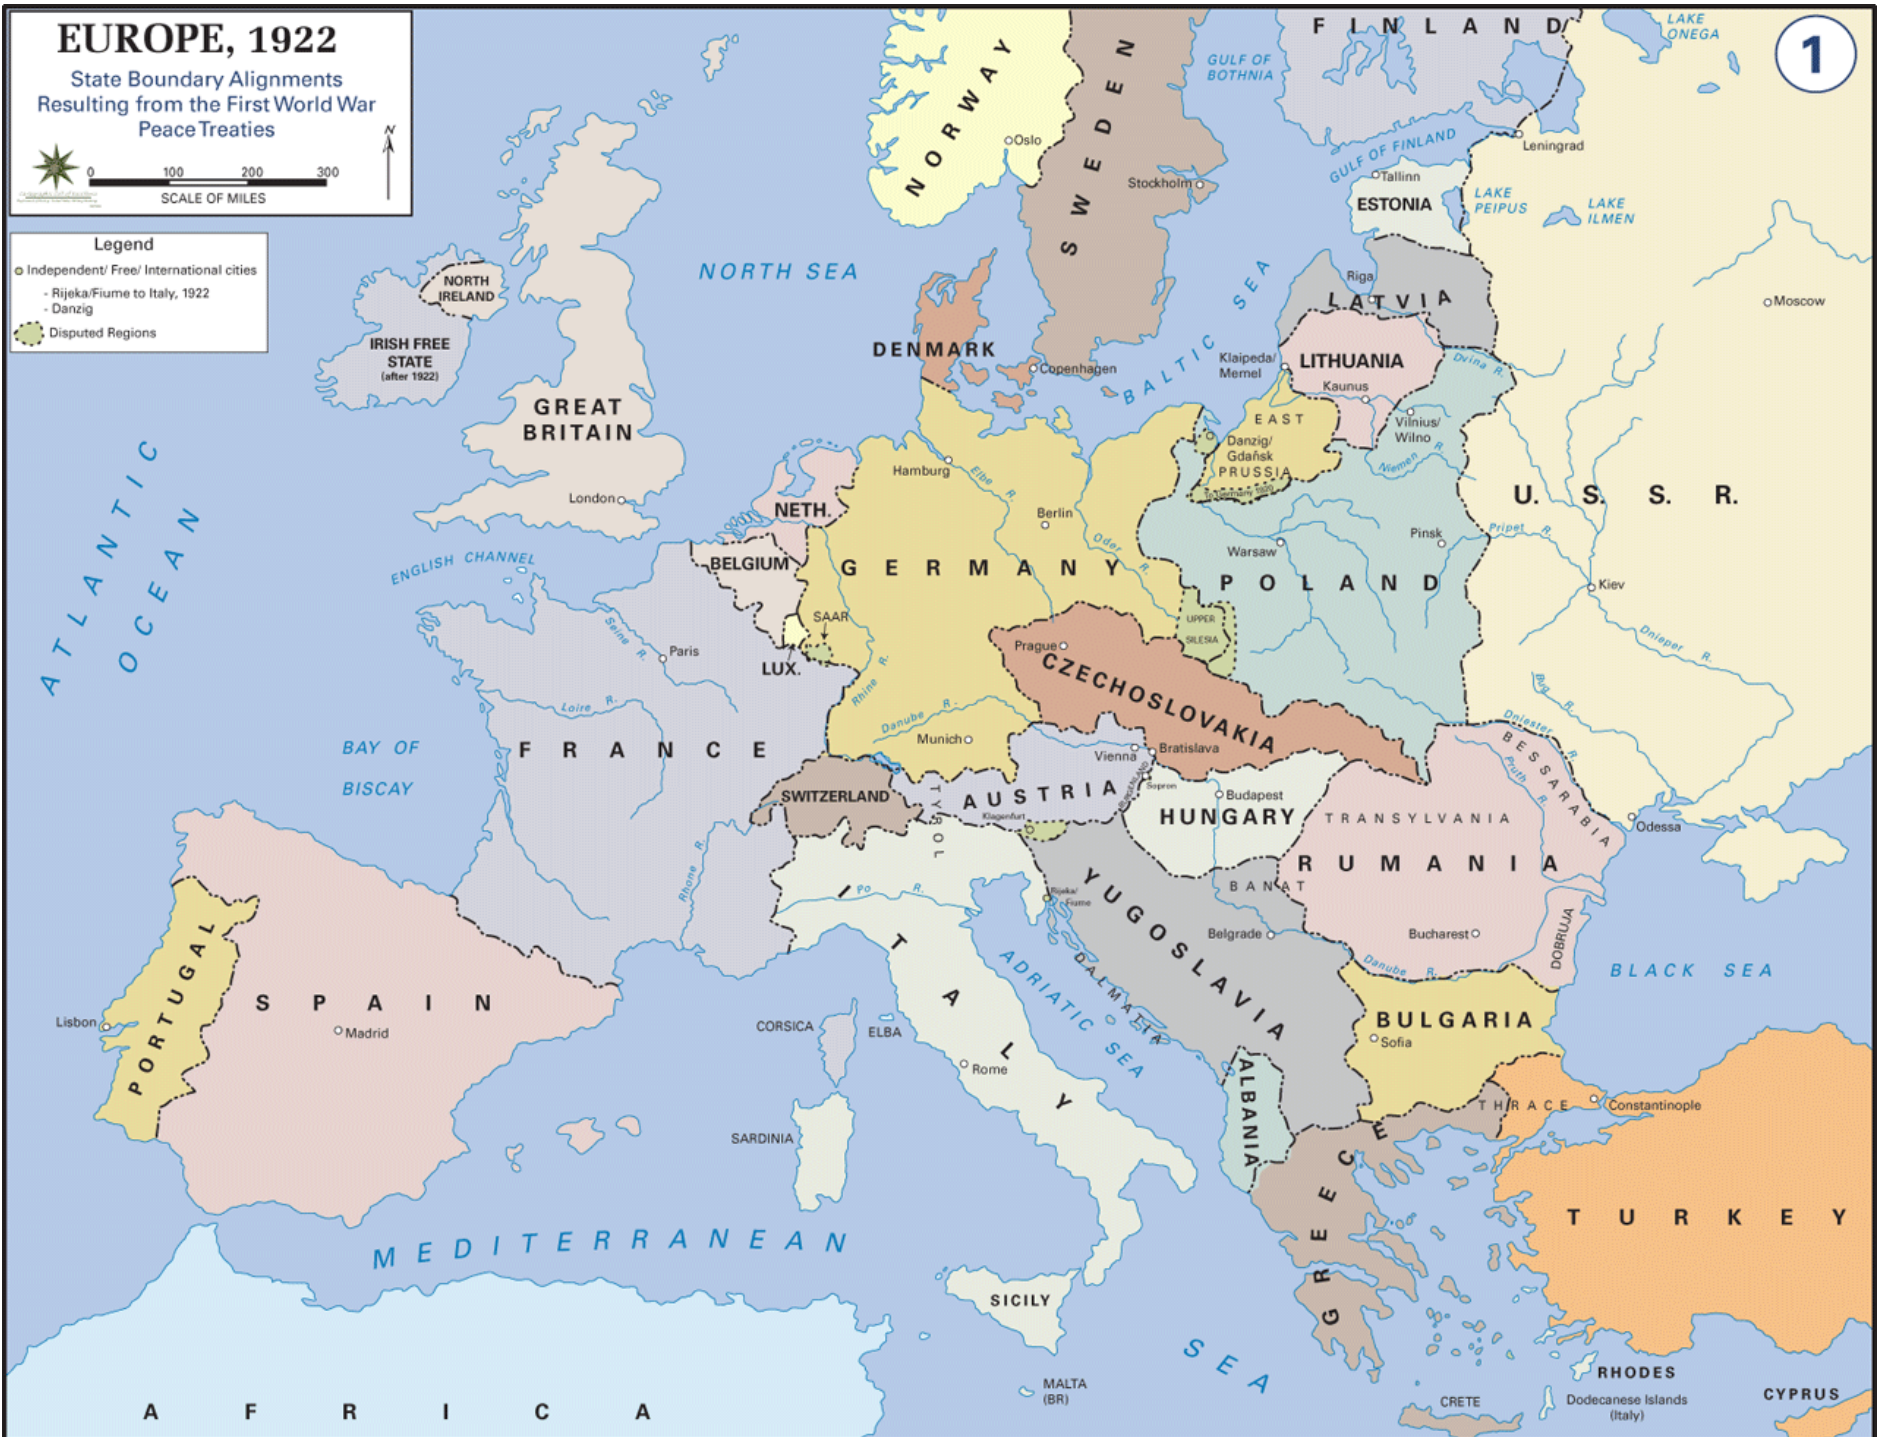 EUROPE, 1922
State Boundary Alignments
Resulting from the First World War
Peace Treaties
N
0 100 200 300
SCALE OF MILES
Legend
Independent/ Free/ International cities
- Rijeka/Fiume to Italy, 1922
- Danzig
Disputed Regions
1
NORWAY
Oslo
SWEDEN
Stockholm
FINLAND
GULF OF
BOTHNIA
LAKE
ONEGA
GULF OF FINLAND
Leningrad
Tallinn
ESTONIA
LAKE
PEIPUS
LAKE
ILMEN
NORTH SEA
BALTIC SEA
Riga
LATVIA
Moscow
NORTH
IRELAND
IRISH FREE
STATE
(after 1922)
GREAT
BRITAIN
London
DENMARK
Copenhagen
Klaipeda/
Memel
LITHUANIA
Kaunus
Dvina R.
Vilnius/
Wilno
Niemen R.
EAST
PRUSSIA
Danzig/
Gdańsk
To Germany 1920
ATLANTIC
OCEAN
ENGLISH CHANNEL
NETH.
BELGIUM
LUX.
SAAR
Hamburg
Elbe R.
Berlin
Oder R.
GERMANY
Rhine R.
Danube R.
Munich
POLAND
Warsaw
Pinsk
Pripet R.
UPPER
SILESIA
U. S. S. R.
Kiev
Dnieper R.
Bug R.
Dniester R.
Prague
CZECHOSLOVAKIA
Bratislava
Seine R.
Paris
Loire R.
FRANCE
Rhone R.
BAY OF
BISCAY
SWITZERLAND
TYROL
AUSTRIA
Vienna
BURGENLAND
Sopron
Klagenfurt
HUNGARY
Budapest
TRANSYLVANIA
RUMANIA
BESSARABIA
Pruth R.
Odessa
BANAT
Bucharest
DOBRUJA
Danube R.
BLACK SEA
PORTUGAL
Lisbon
SPAIN
Madrid
ITALY
Po R.
Rijeka/
Fiume
YUGOSLAVIA
Belgrade
DALMATIA
ADRIATIC SEA
CORSICA
ELBA
Rome
SARDINIA
BULGARIA
Sofia
ALBANIA
THRACE
Constantinople
GREECE
TURKEY
MEDITERRANEAN
SEA
SICILY
MALTA
(BR)
CRETE
RHODES
Dodecanese Islands
(Italy)
CYPRUS
AFRICA